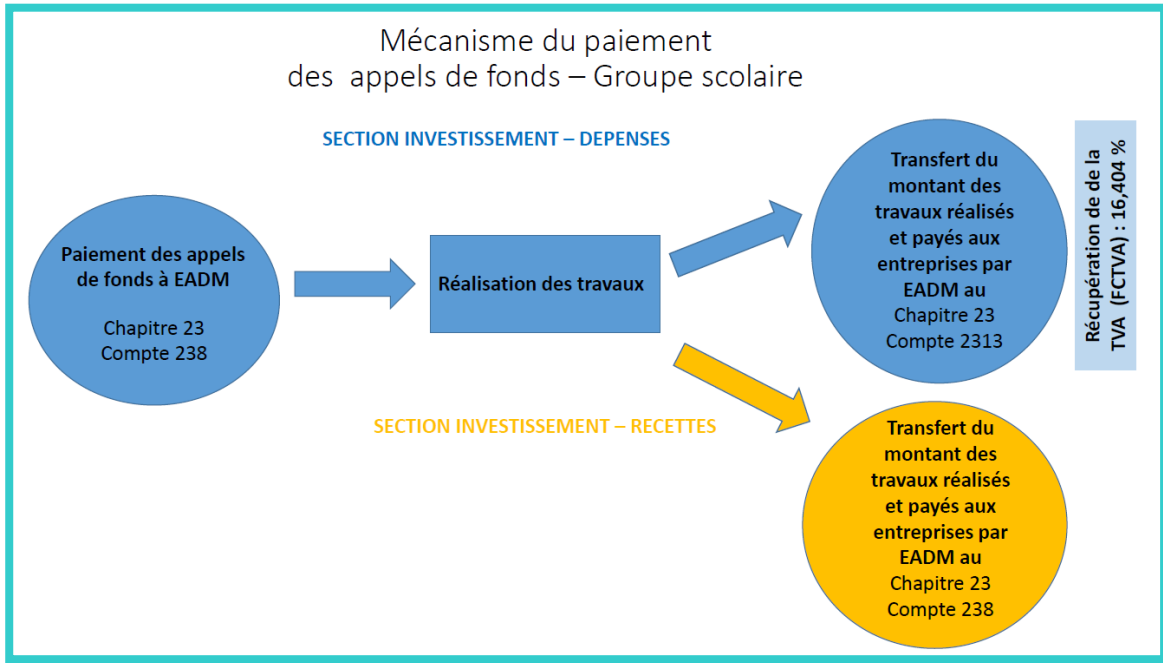 Mécanisme du paiement
des appels de fonds – Groupe scolaire
SECTION INVESTISSEMENT – DEPENSES
Paiement des appels
de fonds à EADM
Chapitre 23
Compte 238
Réalisation des travaux
Transfert du
montant des
travaux réalisés
et payés aux
entreprises par
EADM au
Chapitre 23
Compte 2313
Récupération de de la
TVA (FCTVA) : 16,404 %
SECTION INVESTISSEMENT – RECETTES
Transfert du
montant des
travaux réalisés
et payés aux
entreprises par
EADM au
Chapitre 23
Compte 238